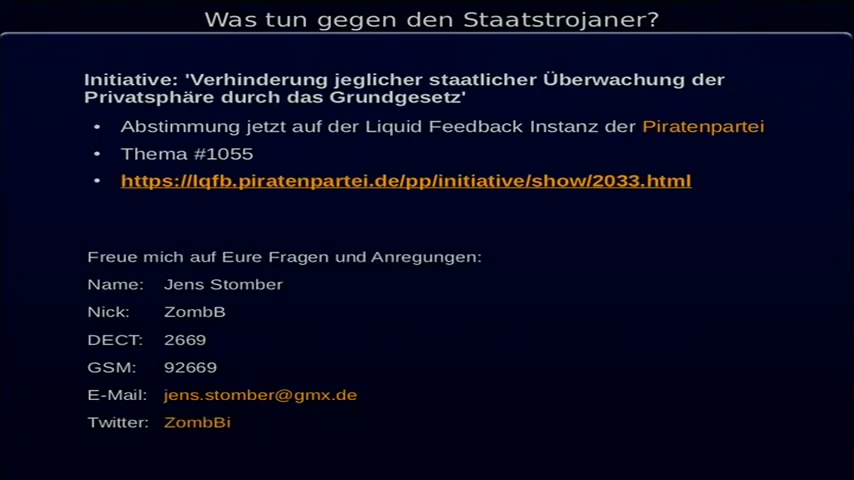 Was tun gegen den Staatstrojaner?
Initiative: 'Verhinderung jeglicher staatlicher Überwachung der
Privatsphäre durch das Grundgesetz'
• Abstimmung jetzt auf der Liquid Feedback Instanz der Piratenpartei
• Thema #1055
• https://lqfb.piratenpartei.de/pp/initiative/show/2033.html
Freue mich auf Eure Fragen und Anregungen:
Name: Jens Stomber
Nick: ZombB
DECT: 2669
GSM: 92669
E-Mail: jens.stomber@gmx.de
Twitter: ZombBi